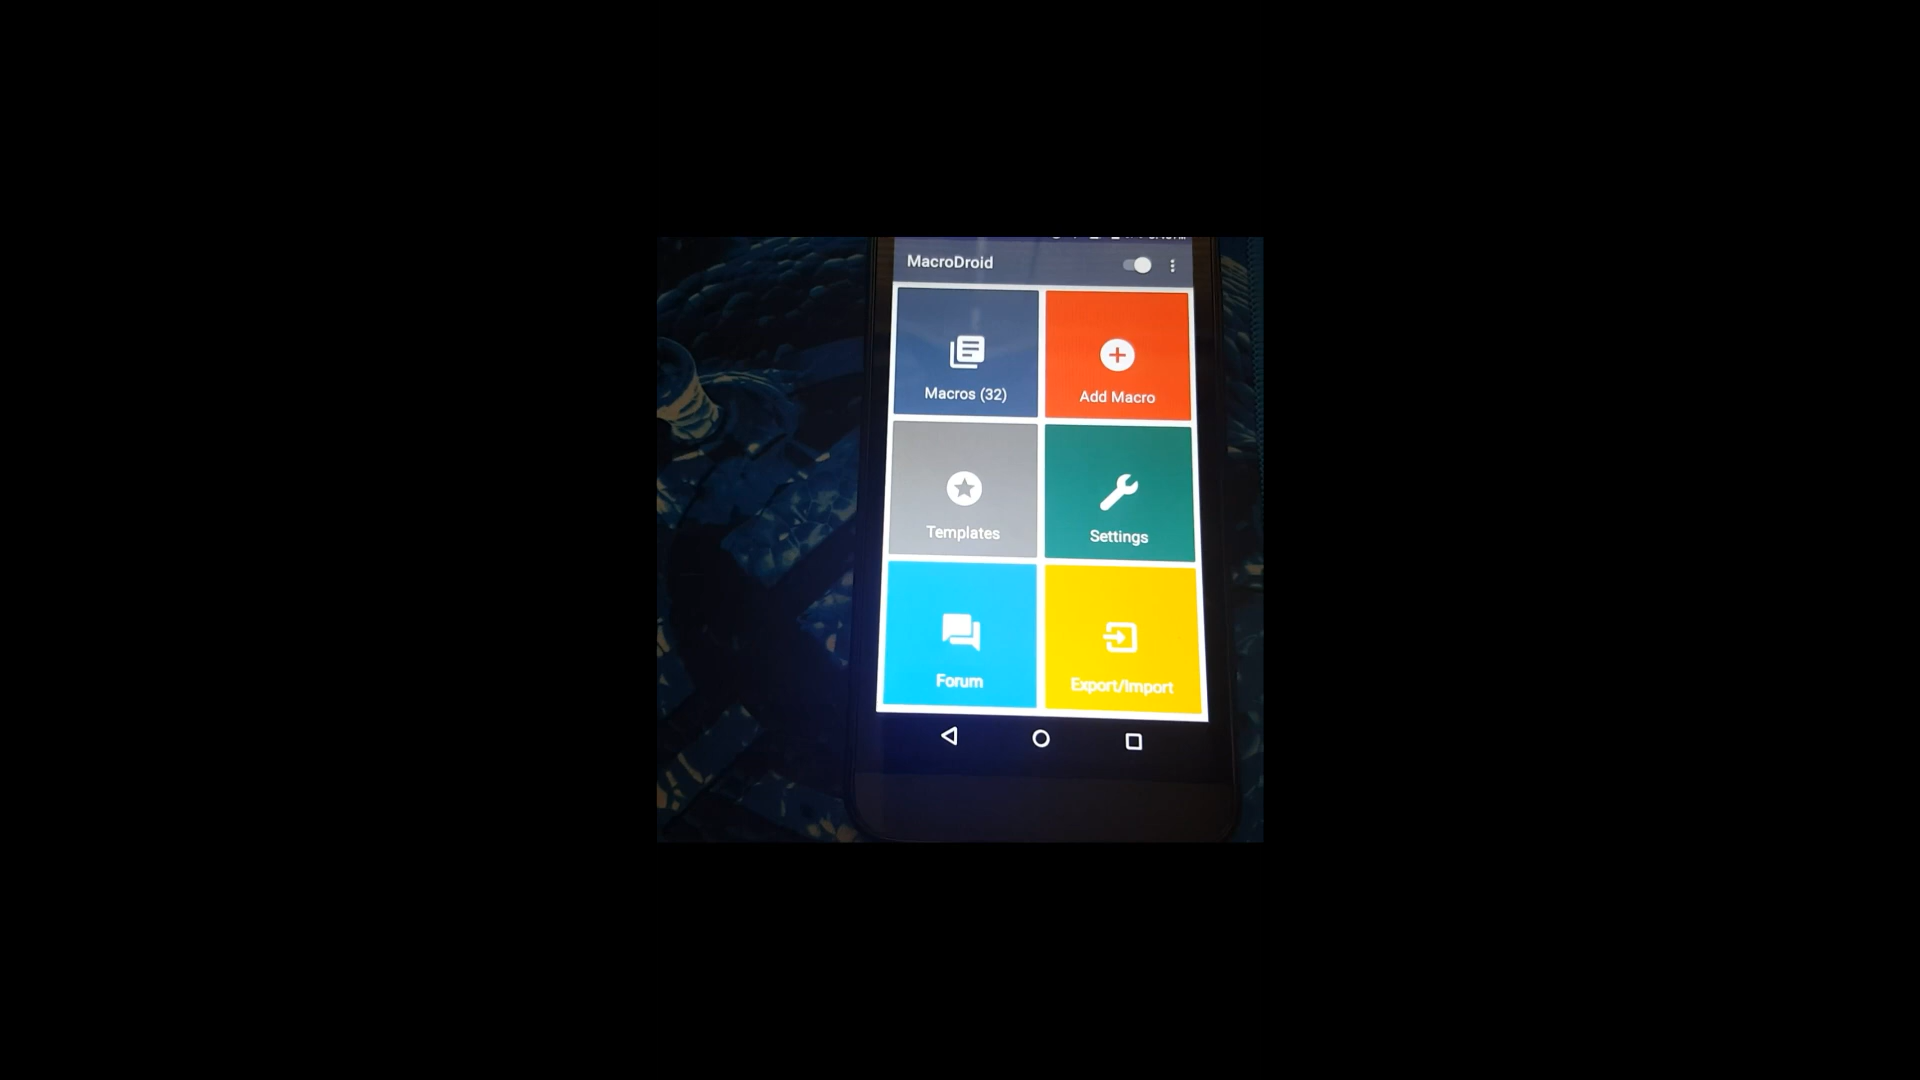 MacroDroid
Macros (32)
Add Macro
Templates
Settings
Forum
Export/Import